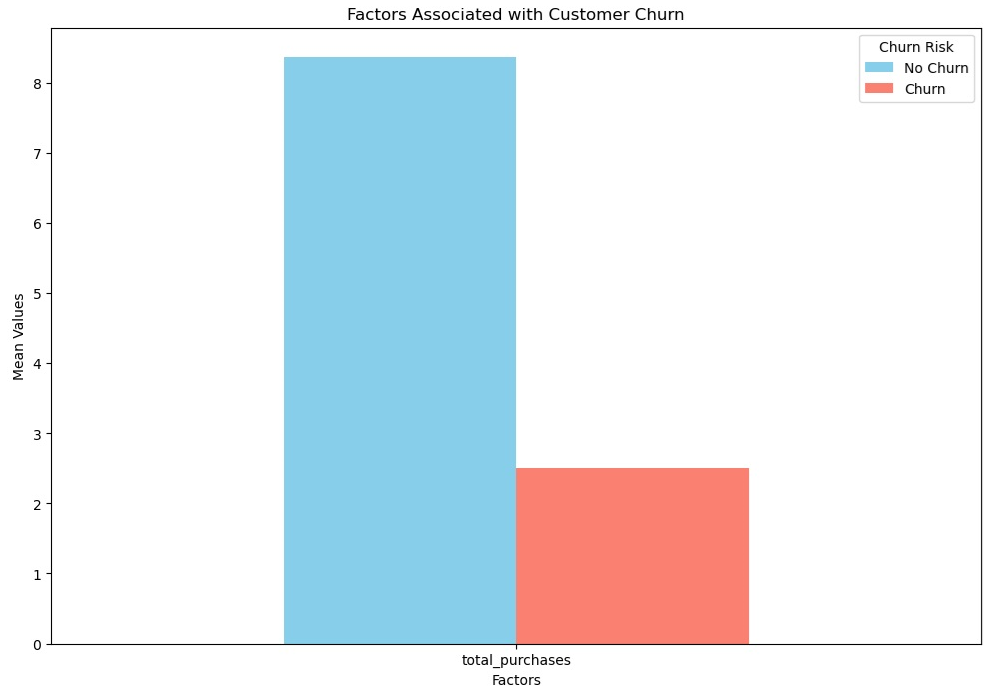 Factors Associated with Customer Churn
Churn Risk
No Churn
Churn
8
7
6
5
4
3
2
1
0
Mean Values
total_purchases
Factors